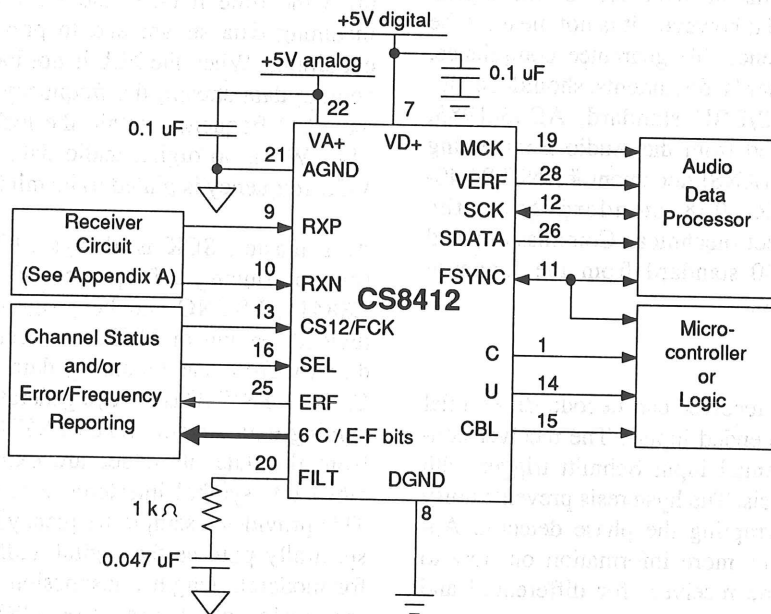 +5V digital
+5V analog
0.1 uF
0.1 uF
22
7
VA+
VD+
21
AGND
MCK
19
VERF
28
SCK
12
SDATA
26
FSYNC
11
Audio
Data
Processor
Receiver
Circuit
(See Appendix A)
9
RXP
10
RXN
CS8412
Channel Status
and/or
Error/Frequency
Reporting
13
CS12/FCK
16
SEL
25
ERF
6 C / E-F bits
C
1
U
14
CBL
15
Micro-
controller
or
Logic
20
FILT
DGND
8
1 kΩ
0.047 uF